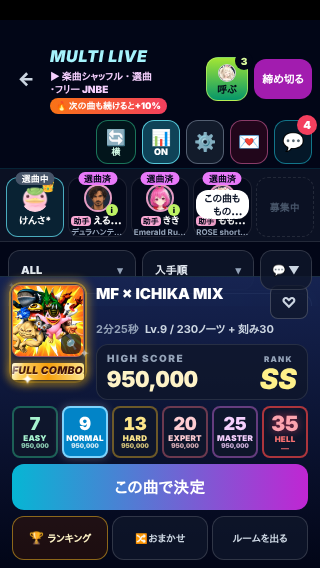 MULTI LIVE
▶ 楽曲シャッフル・選曲
・フリー JNBE
🔥 次の曲も続けると+10%
3
呼ぶ
締め切る
横
ON
4
選曲中
けんさ*
選曲済
助手 える...
デュラハンテ...
選曲済
助手 きき
Emerald Ru...
選曲済
この曲も
もの...
助手 もも...
ROSE short...
募集中
ALL ▼
入手順 ▼
💬▼
MF × ICHIKA MIX
♡
2分25秒 Lv.9 / 230ノーツ + 刻み30
FULL COMBO
HIGH SCORE
950,000
RANK
SS
7
EASY
950,000
9
NORMAL
950,000
13
HARD
950,000
20
EXPERT
950,000
25
MASTER
950,000
35
HELL
—
この曲で決定
🏆 ランキング
🔀おまかせ
ルームを出る